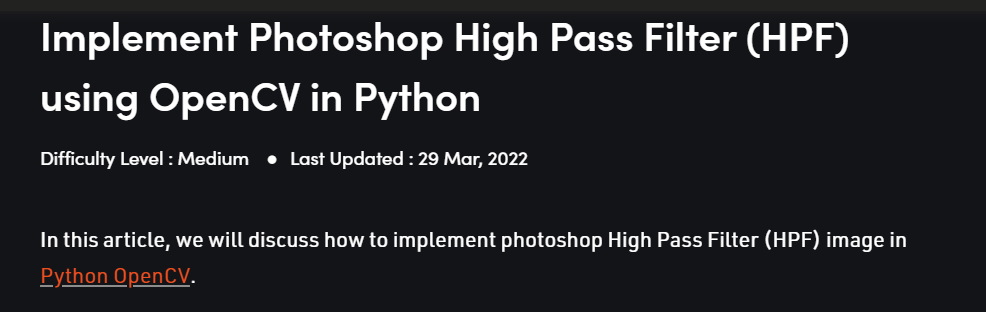 Implement Photoshop High Pass Filter (HPF)
using OpenCV in Python
Difficulty Level : Medium ● Last Updated : 29 Mar, 2022
In this article, we will discuss how to implement photoshop High Pass Filter (HPF) image in
Python OpenCV.